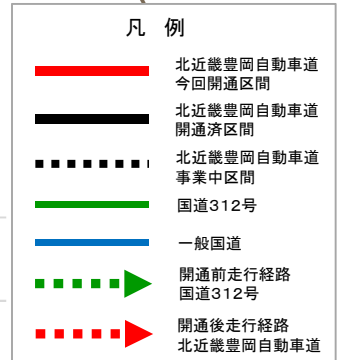 凡 例
北近畿豊岡自動車道
今回開通区間
北近畿豊岡自動車道
開通済区間
北近畿豊岡自動車道
事業中区間
国道312号
一般国道
開通前走行経路
国道312号
開通後走行経路
北近畿豊岡自動車道